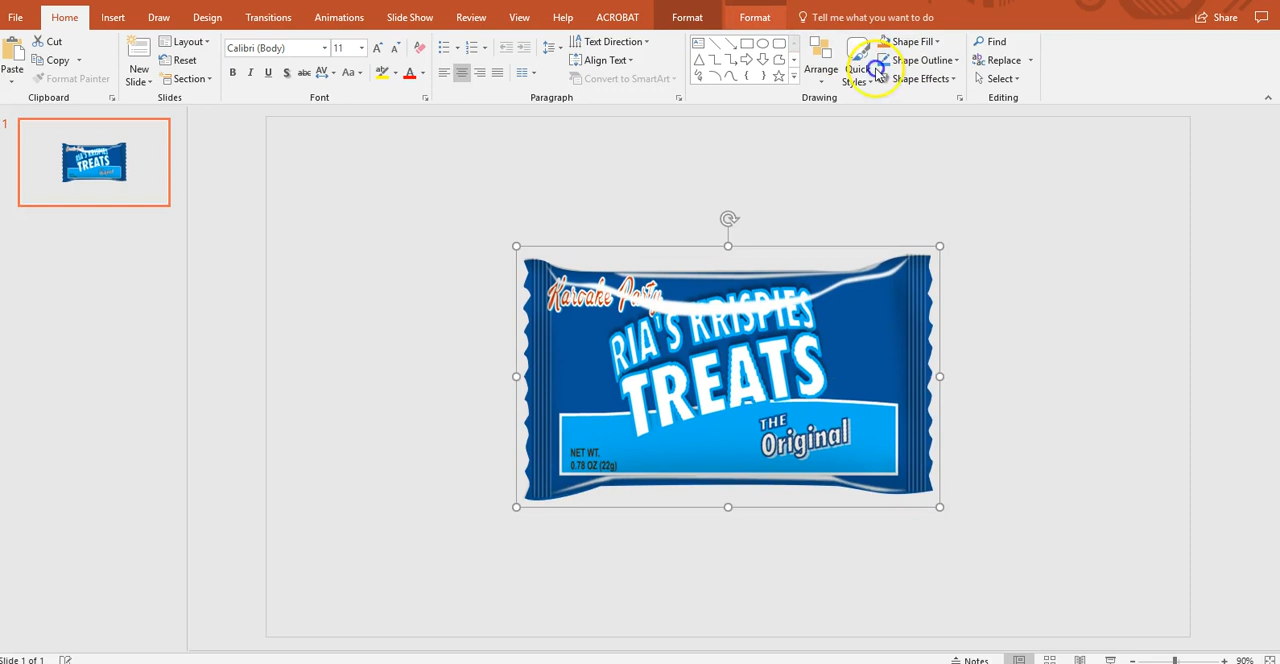 File Home Insert Draw Design Transitions Animations Slide Show Review View Help ACROBAT Format Format Tell me what you want to do Share
Paste Cut Copy Format Painter Clipboard
New Slide Layout Reset Section Slides
Calibri (Body) 11 B I U S abc AV Aa A Font
Text Direction Align Text Convert to SmartArt Paragraph
Arrange Quick Styles Shape Fill Shape Outline Shape Effects Drawing
Find Replace Select Editing
1
Karoake Party
RIA'S KRISPIES
TREATS
THE
Original
NET WT.
0.78 OZ (22g)
Slide 1 of 1 Notes 90%